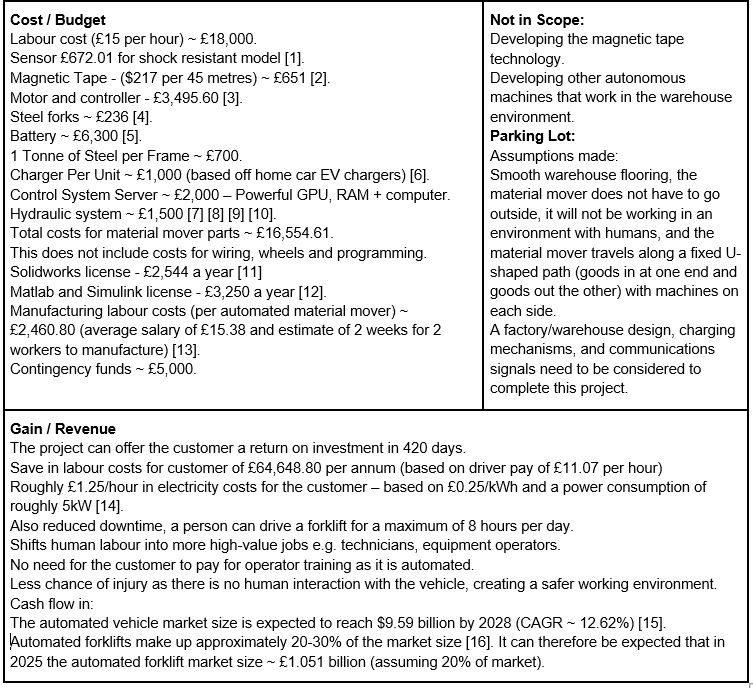 Cost / Budget
Labour cost (£15 per hour) ~ £18,000.
Sensor £672.01 for shock resistant model [1].
Magnetic Tape - ($217 per 45 metres) ~ £651 [2].
Motor and controller - £3,495.60 [3].
Steel forks ~ £236 [4].
Battery ~ £6,300 [5].
1 Tonne of Steel per Frame ~ £700.
Charger Per Unit ~ £1,000 (based off home car EV chargers) [6].
Control System Server ~ £2,000 – Powerful GPU, RAM + computer.
Hydraulic system ~ £1,500 [7] [8] [9] [10].
Total costs for material mover parts ~ £16,554.61.
This does not include costs for wiring, wheels and programming.
Solidworks license - £2,544 a year [11]
Matlab and Simulink license - £3,250 a year [12].
Manufacturing labour costs (per automated material mover) ~
£2,460.80 (average salary of £15.38 and estimate of 2 weeks for 2
workers to manufacture) [13].
Contingency funds ~ £5,000.
Not in Scope:
Developing the magnetic tape
technology.
Developing other autonomous
machines that work in the warehouse
environment.
Parking Lot:
Assumptions made:
Smooth warehouse flooring, the
material mover does not have to go
outside, it will not be working in an
environment with humans, and the
material mover travels along a fixed U-
shaped path (goods in at one end and
goods out the other) with machines on
each side.
A factory/warehouse design, charging
mechanisms, and communications
signals need to be considered to
complete this project.
Gain / Revenue
The project can offer the customer a return on investment in 420 days.
Save in labour costs for customer of £64,648.80 per annum (based on driver pay of £11.07 per hour)
Roughly £1.25/hour in electricity costs for the customer – based on £0.25/kWh and a power consumption of
roughly 5kW [14].
Also reduced downtime, a person can drive a forklift for a maximum of 8 hours per day.
Shifts human labour into more high-value jobs e.g. technicians, equipment operators.
No need for the customer to pay for operator training as it is automated.
Less chance of injury as there is no human interaction with the vehicle, creating a safer working environment.
Cash flow in:
The automated vehicle market size is expected to reach $9.59 billion by 2028 (CAGR ~ 12.62%) [15].
Automated forklifts make up approximately 20-30% of the market size [16]. It can therefore be expected that in
2025 the automated forklift market size ~ £1.051 billion (assuming 20% of market).